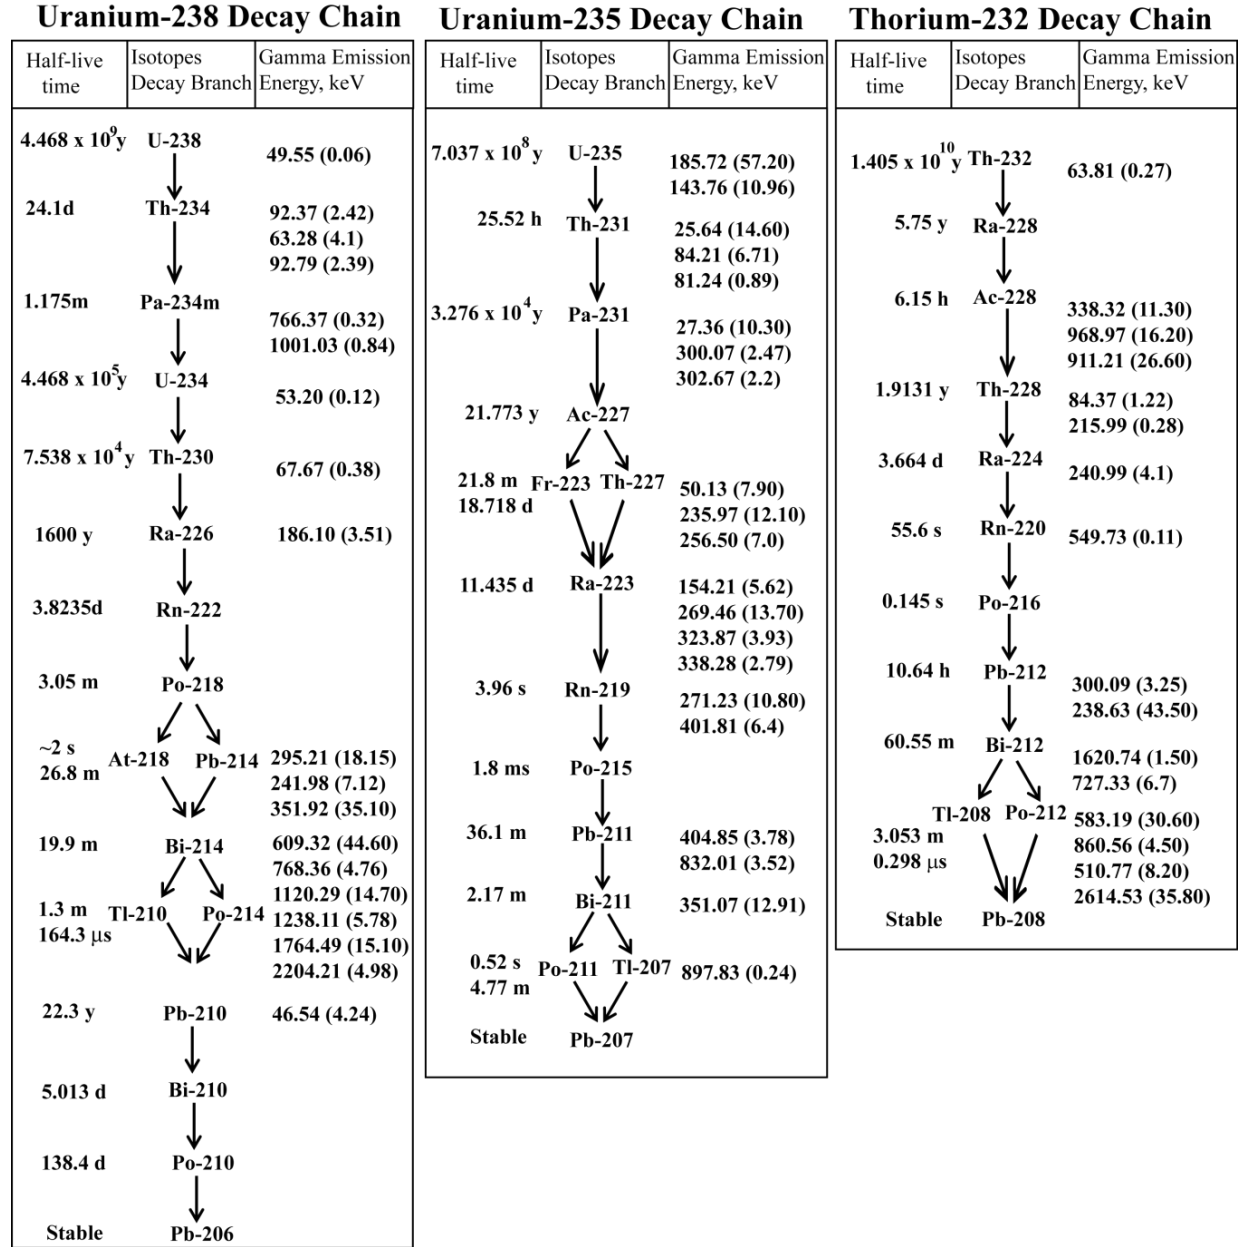 Uranium-238 Decay Chain
Half-live time
Isotopes Decay Branch
Gamma Emission Energy, keV
4.468 x 10⁹y U-238 49.55 (0.06)
24.1d Th-234 92.37 (2.42)
63.28 (4.1)
92.79 (2.39)
1.175m Pa-234m 766.37 (0.32)
1001.03 (0.84)
4.468 x 10⁵y U-234 53.20 (0.12)
7.538 x 10⁴y Th-230 67.67 (0.38)
1600 y Ra-226 186.10 (3.51)
3.8235d Rn-222
3.05 m Po-218
~2 s At-218 Pb-214 295.21 (18.15)
26.8 m 241.98 (7.12)
351.92 (35.10)
19.9 m Bi-214 609.32 (44.60)
768.36 (4.76)
1120.29 (14.70)
1.3 m Tl-210 Po-214 1238.11 (5.78)
164.3 µs 1764.49 (15.10)
2204.21 (4.98)
22.3 y Pb-210 46.54 (4.24)
5.013 d Bi-210
138.4 d Po-210
Stable Pb-206
Uranium-235 Decay Chain
Half-live time
Isotopes Decay Branch
Gamma Emission Energy, keV
7.037 x 10⁸y U-235 185.72 (57.20)
143.76 (10.96)
25.52 h Th-231 25.64 (14.60)
84.21 (6.71)
81.24 (0.89)
3.276 x 10⁴y Pa-231 27.36 (10.30)
300.07 (2.47)
302.67 (2.2)
21.773 y Ac-227
21.8 m Fr-223 Th-227 50.13 (7.90)
18.718 d 235.97 (12.10)
256.50 (7.0)
11.435 d Ra-223 154.21 (5.62)
269.46 (13.70)
323.87 (3.93)
338.28 (2.79)
3.96 s Rn-219 271.23 (10.80)
401.81 (6.4)
1.8 ms Po-215
36.1 m Pb-211 404.85 (3.78)
832.01 (3.52)
2.17 m Bi-211 351.07 (12.91)
0.52 s Po-211 Tl-207 897.83 (0.24)
4.77 m
Stable Pb-207
Thorium-232 Decay Chain
Half-live time
Isotopes Decay Branch
Gamma Emission Energy, keV
1.405 x 10¹⁰y Th-232 63.81 (0.27)
5.75 y Ra-228
6.15 h Ac-228 338.32 (11.30)
968.97 (16.20)
911.21 (26.60)
1.9131 y Th-228 84.37 (1.22)
215.99 (0.28)
3.664 d Ra-224 240.99 (4.1)
55.6 s Rn-220 549.73 (0.11)
0.145 s Po-216
10.64 h Pb-212 300.09 (3.25)
238.63 (43.50)
60.55 m Bi-212 1620.74 (1.50)
727.33 (6.7)
Tl-208 Po-212 583.19 (30.60)
3.053 m 860.56 (4.50)
0.298 µs 510.77 (8.20)
2614.53 (35.80)
Stable Pb-208